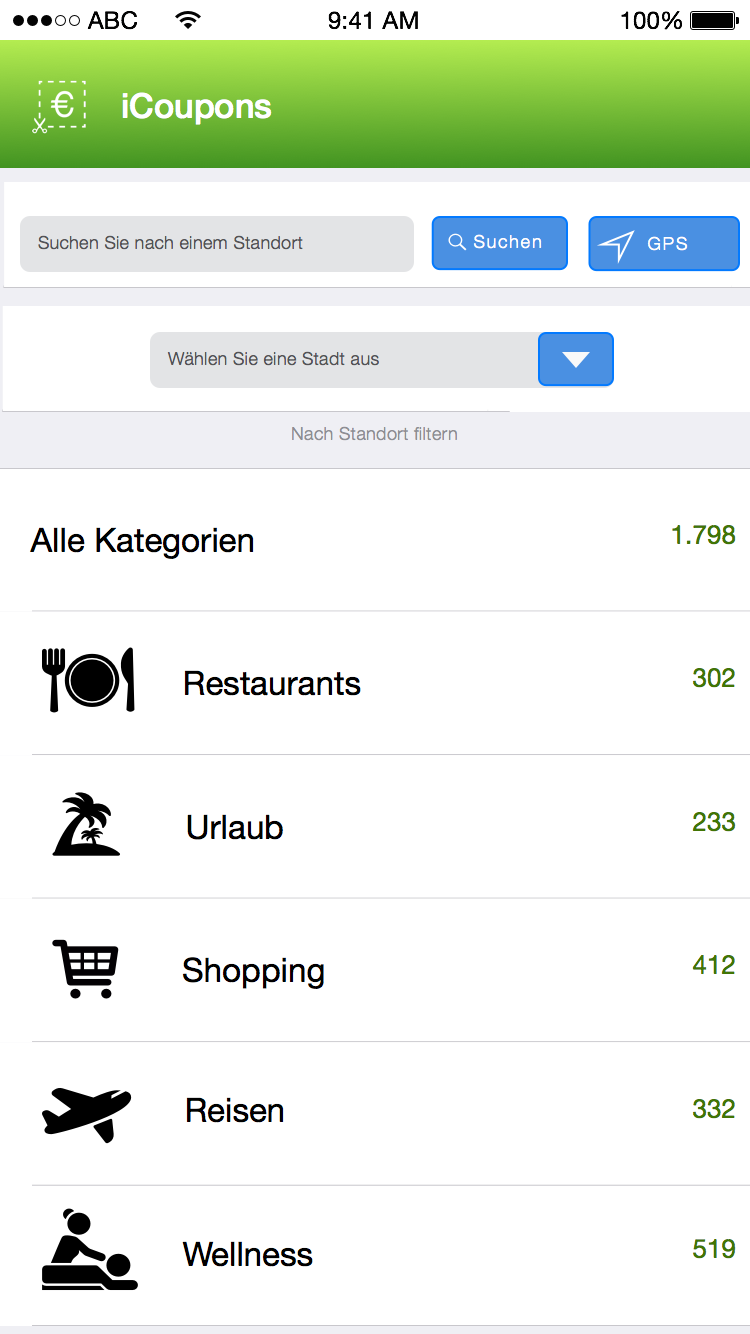 ABC 9:41 AM 100%
€ iCoupons
Suchen Sie nach einem Standort Suchen GPS
Wählen Sie eine Stadt aus
Nach Standort filtern
Alle Kategorien 1.798
Restaurants 302
Urlaub 233
Shopping 412
Reisen 332
Wellness 519